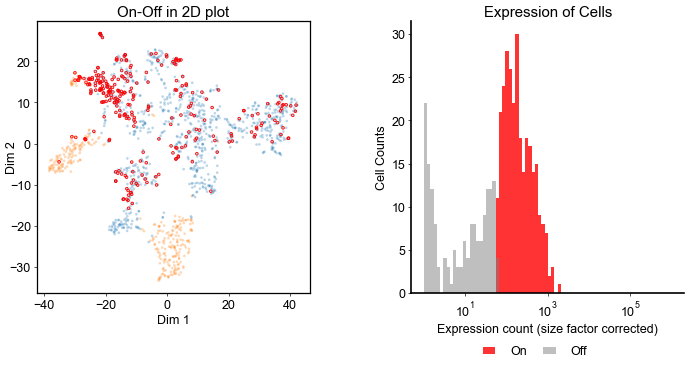 On-Off in 2D plot
Dim 2
20
10
0
−10
−20
−30
−40
−20
0
20
40
Dim 1
Expression of Cells
Cell Counts
30
25
20
15
10
5
0
10^1
10^3
10^5
Expression count (size factor corrected)
On
Off